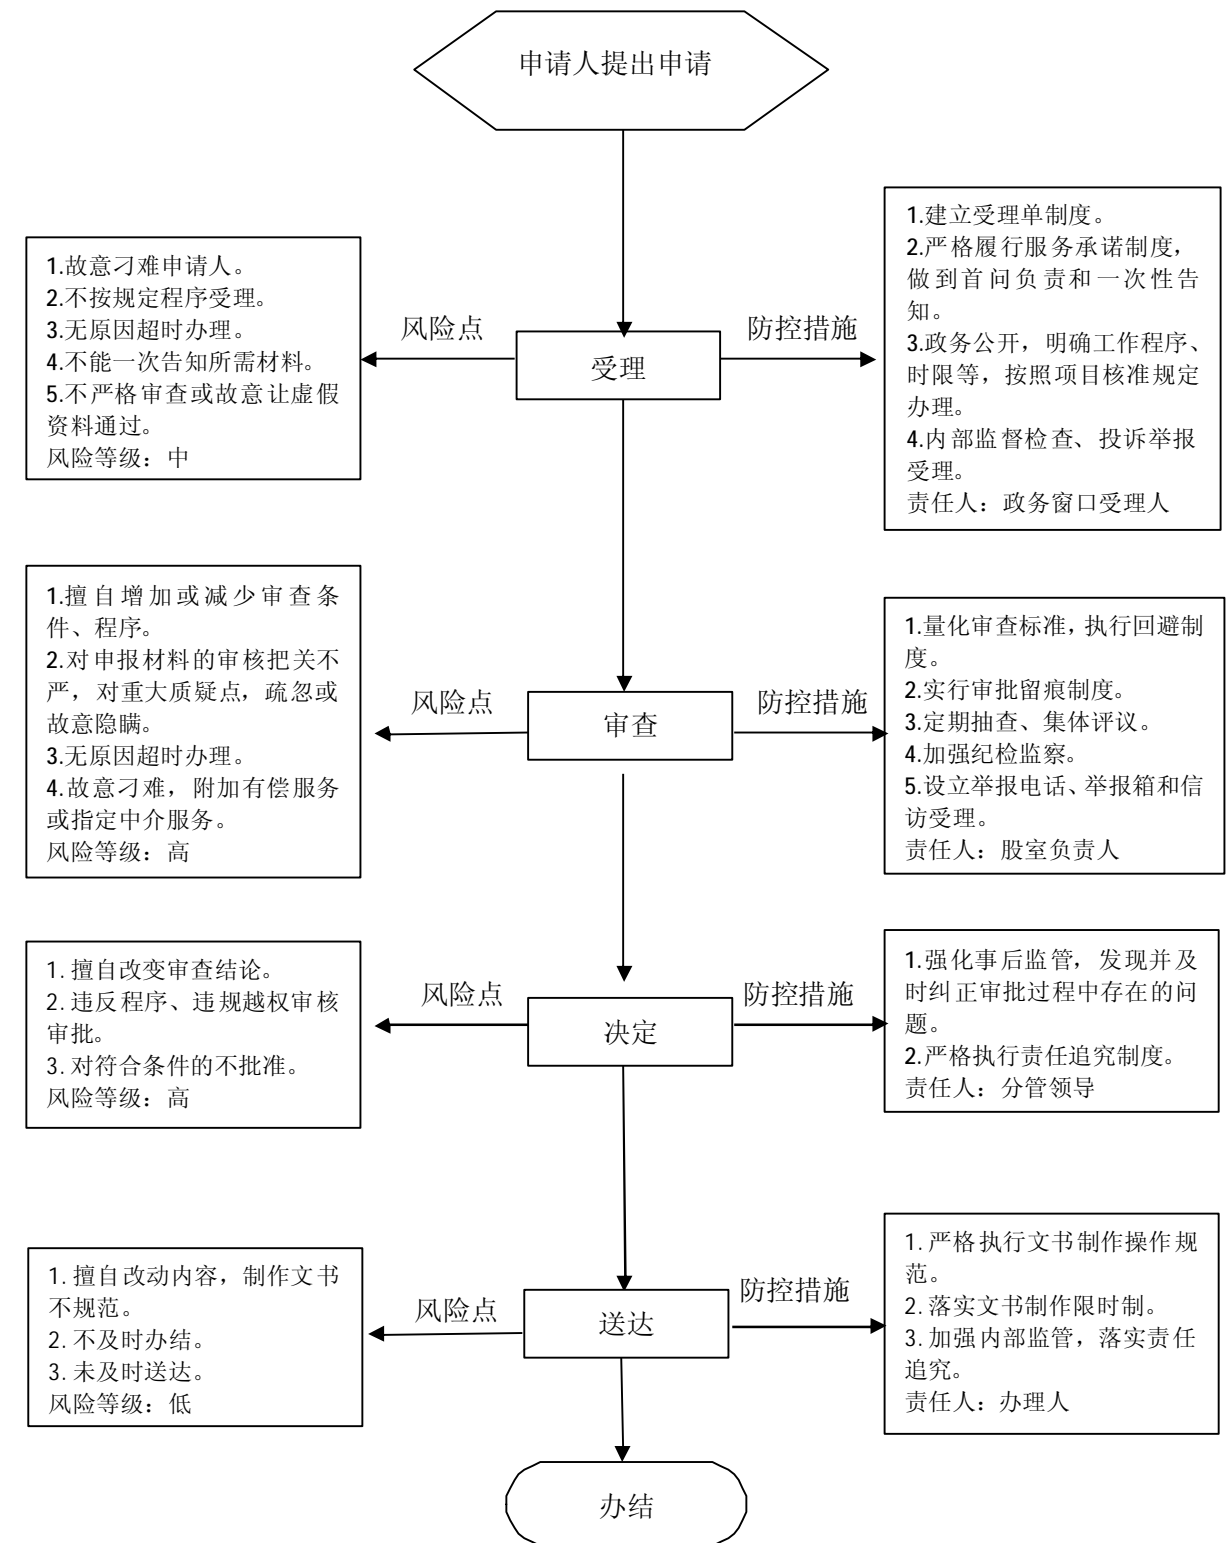 申请人提出申请
1.故意刁难申请人。
2.不按规定程序受理。
3.无原因超时办理。
4.不能一次告知所需材料。
5.不严格审查或故意让虚假
资料通过。
风险等级：中
风险点
受理
防控措施
1.建立受理单制度。
2.严格履行服务承诺制度，
做到首问负责和一次性告
知。
3.政务公开，明确工作程序、
时限等，按照项目核准规定
办理。
4.内部监督检查、投诉举报
受理。
责任人：政务窗口受理人
1.擅自增加或减少审查条
件、程序。
2.对申报材料的审核把关不
严，对重大质疑点，疏忽或
故意隐瞒。
3.无原因超时办理。
4.故意刁难，附加有偿服务
或指定中介服务。
风险等级：高
风险点
审查
防控措施
1.量化审查标准，执行回避制
度。
2.实行审批留痕制度。
3.定期抽查、集体评议。
4.加强纪检监察。
5.设立举报电话、举报箱和信
访受理。
责任人：股室负责人
1.擅自改变审查结论。
2.违反程序、违规越权审核
审批。
3.对符合条件的不批准。
风险等级：高
风险点
决定
防控措施
1.强化事后监管，发现并及
时纠正审批过程中存在的问
题。
2.严格执行责任追究制度。
责任人：分管领导
1.擅自改动内容，制作文书
不规范。
2.不及时办结。
3.未及时送达。
风险等级：低
风险点
送达
防控措施
1.严格执行文书制作操作规
范。
2.落实文书制作限时制。
3.加强内部监管，落实责任
追究。
责任人：办理人
办结